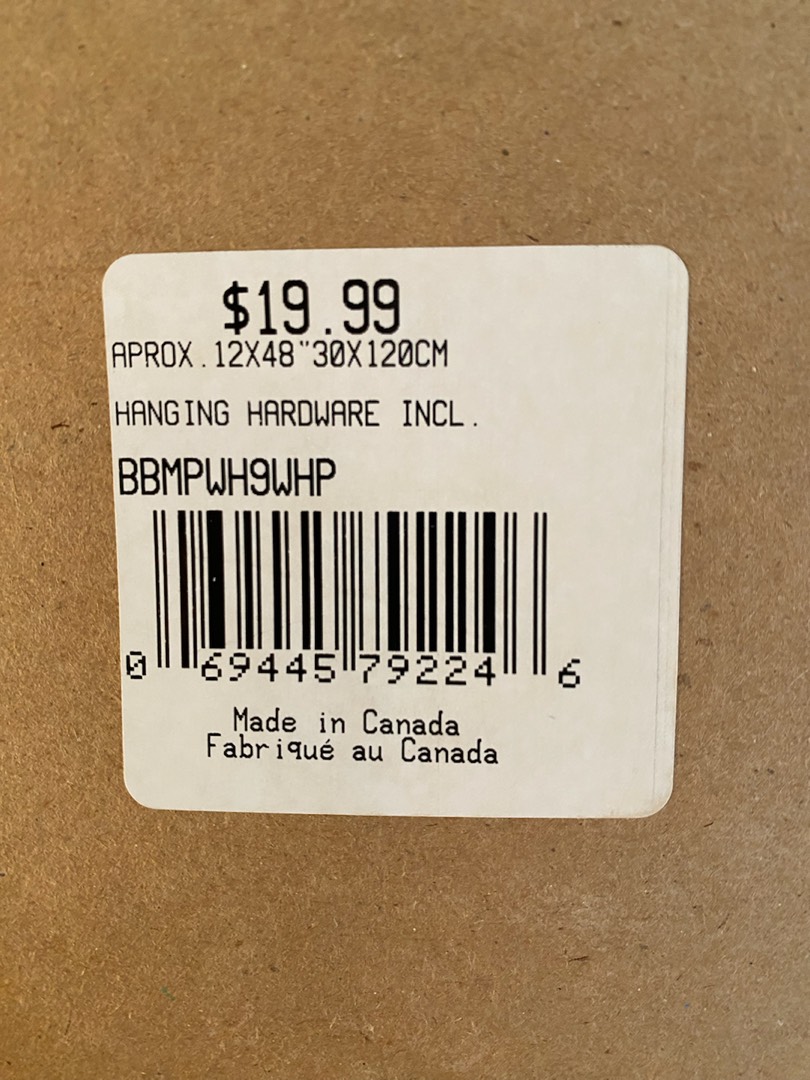 $19.99
APROX.12X48"30X120CM
HANGING HARDWARE INCL.
BBMPWH9WHP
0 69445 79224 6
Made in Canada
Fabriqué au Canada